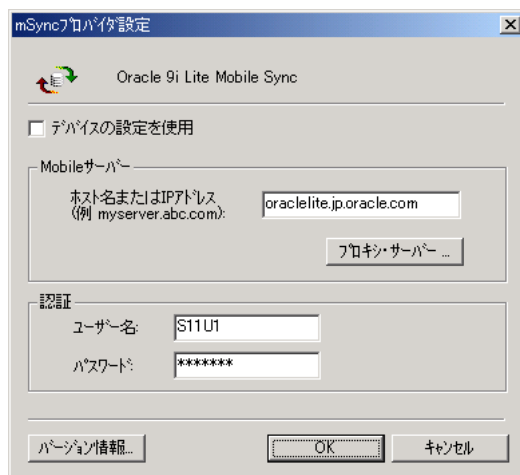 mSyncﾌﾟﾛﾊﾞｲﾀﾞ設定
Oracle 9i Lite Mobile Sync
ﾃﾞﾊﾞｲｽの設定を使用
Mobileｻｰﾊﾞｰ
ﾎｽﾄ名またはIPｱﾄﾞﾚｽ
(例 myserver.abc.com):
oraclelite.jp.oracle.com
ﾌﾟﾛｷｼ・ｻｰﾊﾞｰ ...
認証
ﾕｰｻﾞｰ名:
S11U1
ﾊﾟｽﾜｰﾄﾞ:
*******
ﾊﾞｰｼﾞｮﾝ情報...
OK
ｷｬﾝｾﾙ